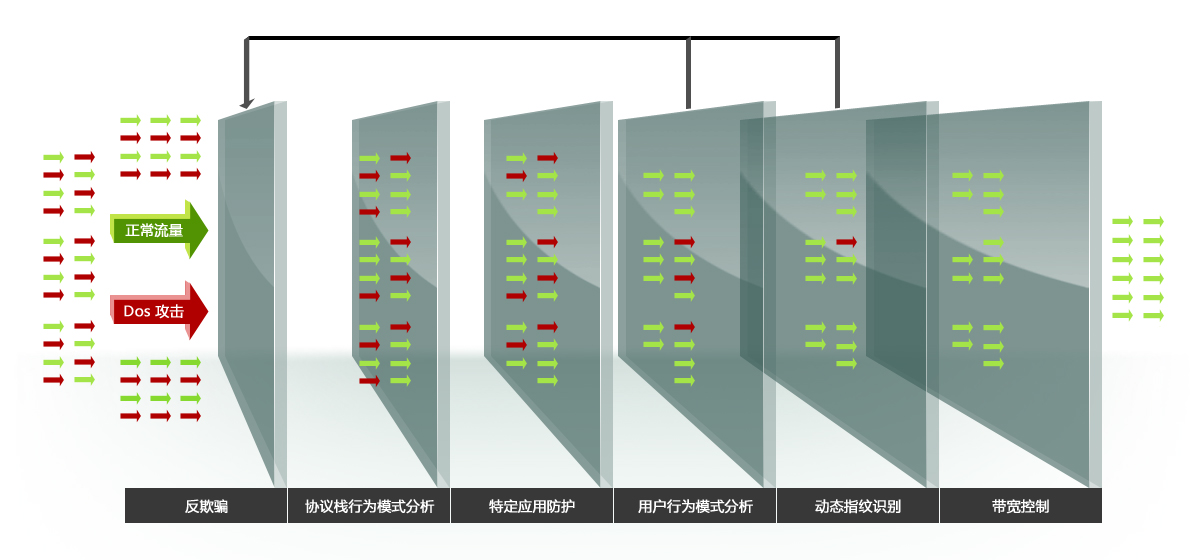 正常流量
Dos 攻击
反欺骗
协议栈行为模式分析
特定应用防护
用户行为模式分析
动态指纹识别
带宽控制